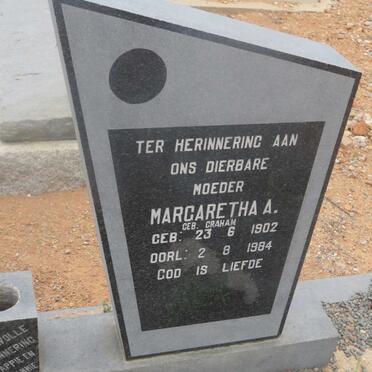 TER HERINNERING AAN
ONS DIERBARE
MOEDER
MARGARETHA A.
GEB. GRAHAM
GEB: 23 6 1902
OORL: 2 8 1984
GOD IS LIEFDE